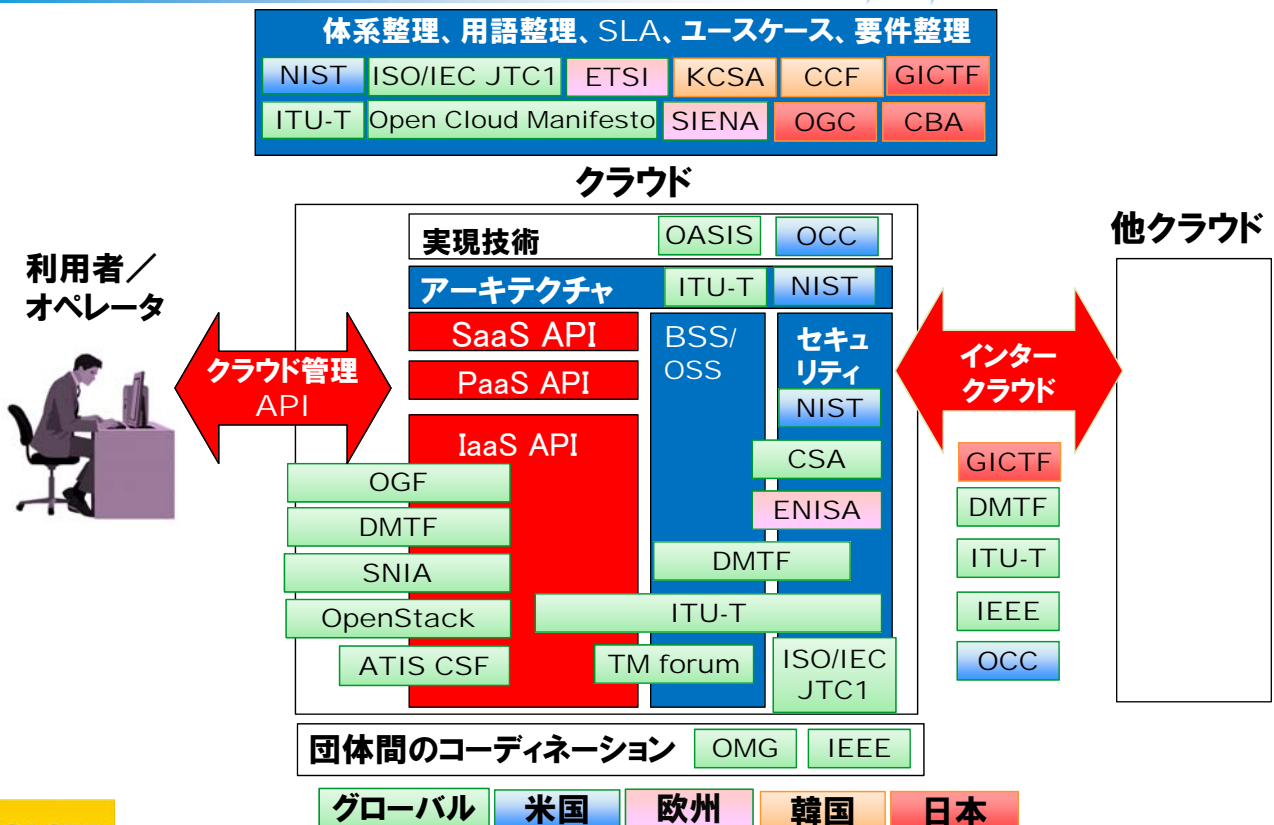 体系整理、用語整理、SLA、ユースケース、要件整理
NIST ISO/IEC JTC1 ETSI KCSA CCF GICTF
ITU-T Open Cloud Manifesto SIENA OGC CBA
クラウド
他クラウド
利用者／
オペレータ
クラウド管理
API
実現技術 OASIS OCC
アーキテクチャ ITU-T NIST
SaaS API
PaaS API
IaaS API
BSS/
OSS
セキュ
リティ
NIST
CSA
ENISA
OGF
DMTF
SNIA
OpenStack
ATIS CSF
DMTF
ITU-T
TM forum
ISO/IEC
JTC1
インター
クラウド
GICTF
DMTF
ITU-T
IEEE
OCC
団体間のコーディネーション OMG IEEE
グローバル 米国 欧州 韓国 日本